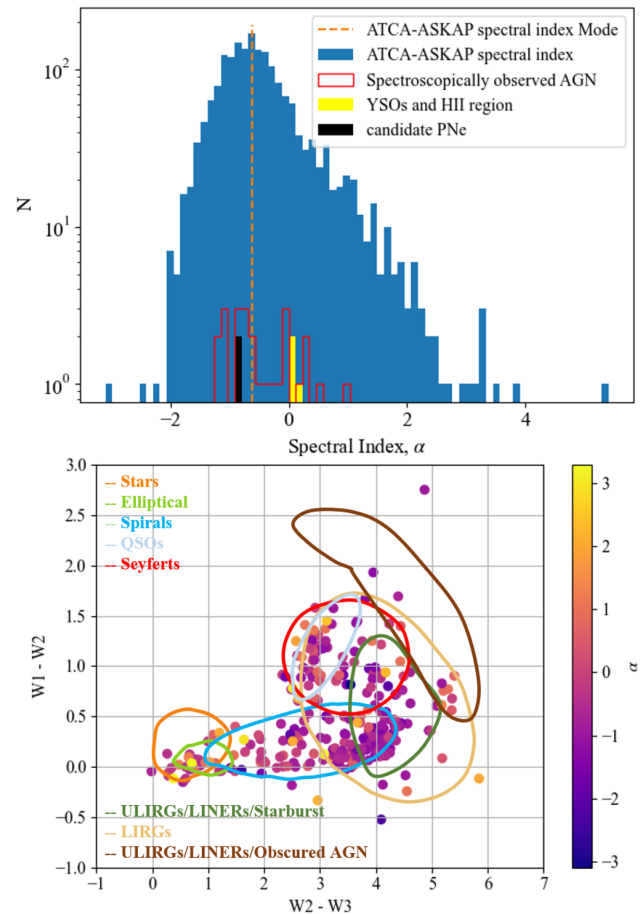 ATCA-ASKAP spectral index Mode
ATCA-ASKAP spectral index
Spectroscopically observed AGN
YSOs and HII region
candidate PNe
10²
10¹
10⁰
N
−2
0
2
4
Spectral Index, α
3.0
2.5
2.0
1.5
1.0
0.5
0.0
−0.5
−1.0
W1 - W2
-- Stars
-- Elliptical
-- Spirals
-- QSOs
-- Seyferts
-- ULIRGs/LINERs/Starburst
-- LIRGs
-- ULIRGs/LINERs/Obscured AGN
−1
0
1
2
3
4
5
6
7
W2 - W3
3
2
1
0
−1
−2
−3
α